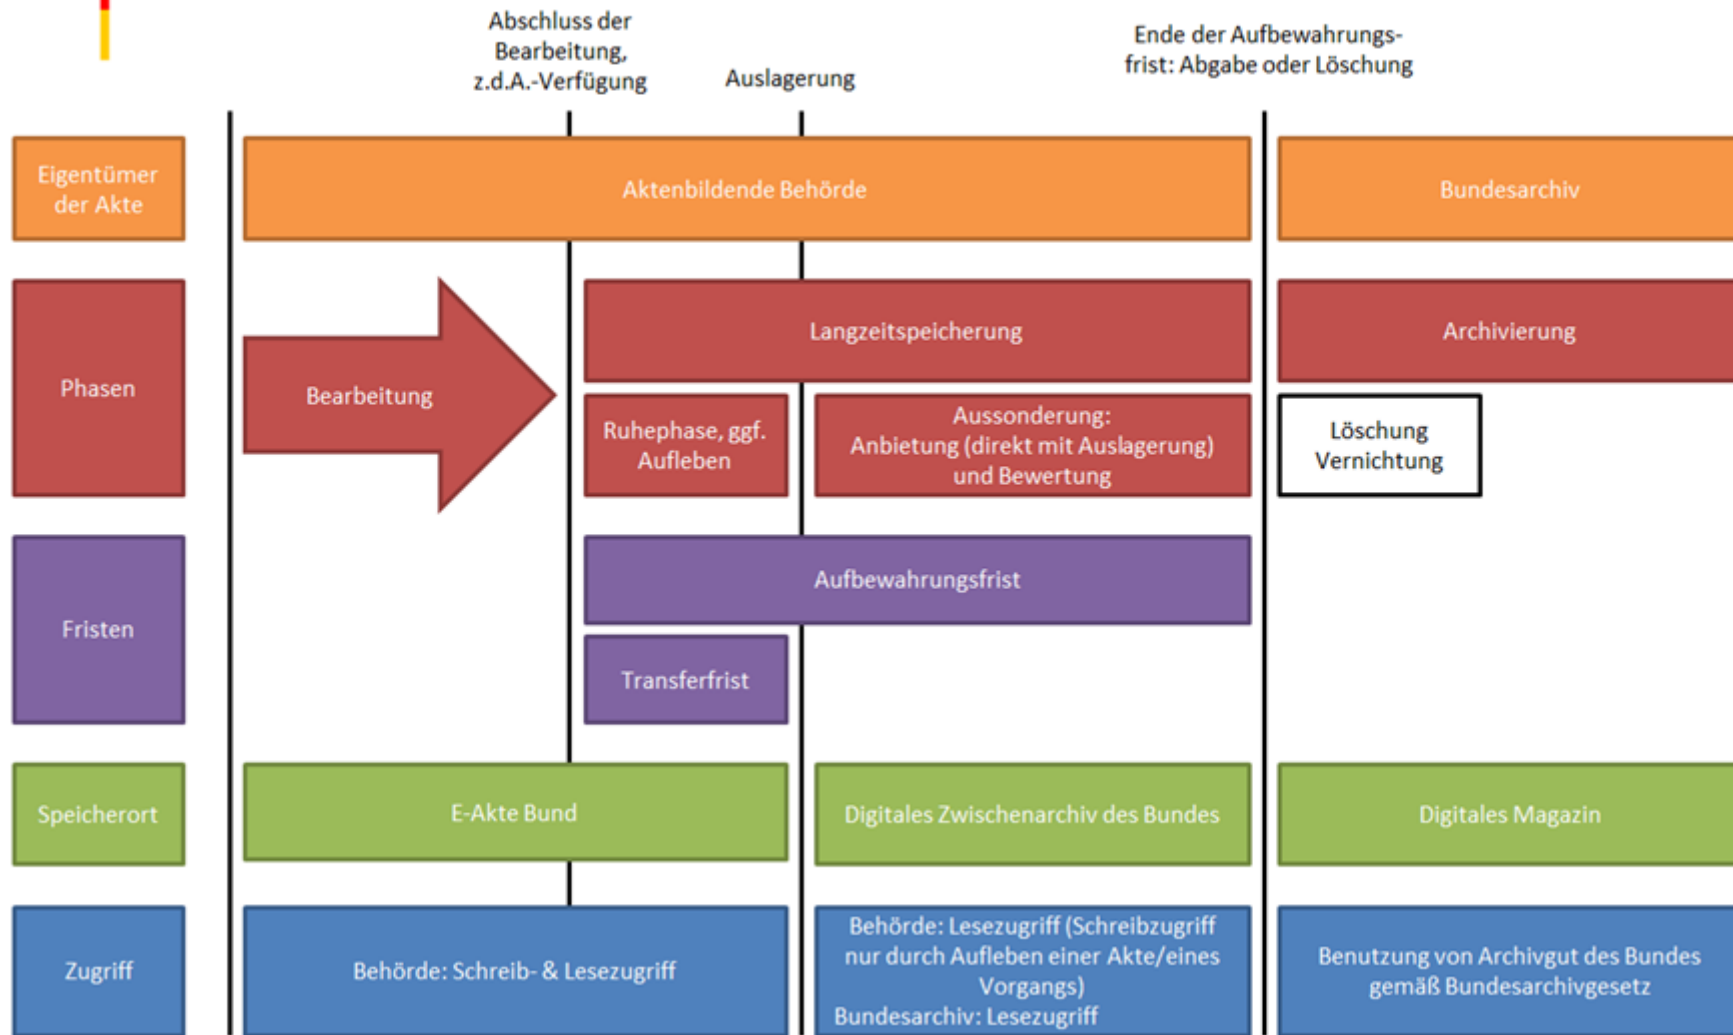 Abschluss der
Bearbeitung,
z.d.A.-Verfügung
Auslagerung
Ende der Aufbewahrungs-
frist: Abgabe oder Löschung
Eigentümer
der Akte
Aktenbildende Behörde
Bundesarchiv
Phasen
Bearbeitung
Langzeitspeicherung
Archivierung
Ruhephase, ggf.
Aufleben
Aussonderung:
Anbietung (direkt mit Auslagerung)
und Bewertung
Löschung
Vernichtung
Fristen
Aufbewahrungsfrist
Transferfrist
Speicherort
E-Akte Bund
Digitales Zwischenarchiv des Bundes
Digitales Magazin
Zugriff
Behörde: Schreib- & Lesezugriff
Behörde: Lesezugriff (Schreibzugriff
nur durch Aufleben einer Akte/eines
Vorgangs)
Bundesarchiv: Lesezugriff
Benutzung von Archivgut des Bundes
gemäß Bundesarchivgesetz